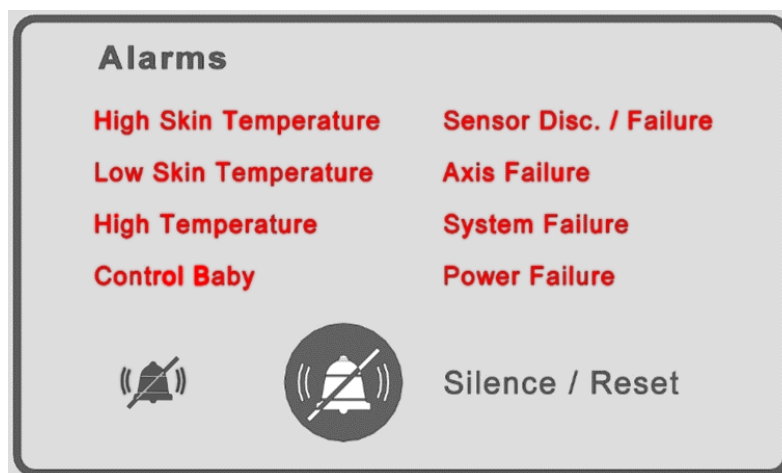 Alarms
High Skin Temperature
Sensor Disc. / Failure
Low Skin Temperature
Axis Failure
High Temperature
System Failure
Control Baby
Power Failure
Silence / Reset